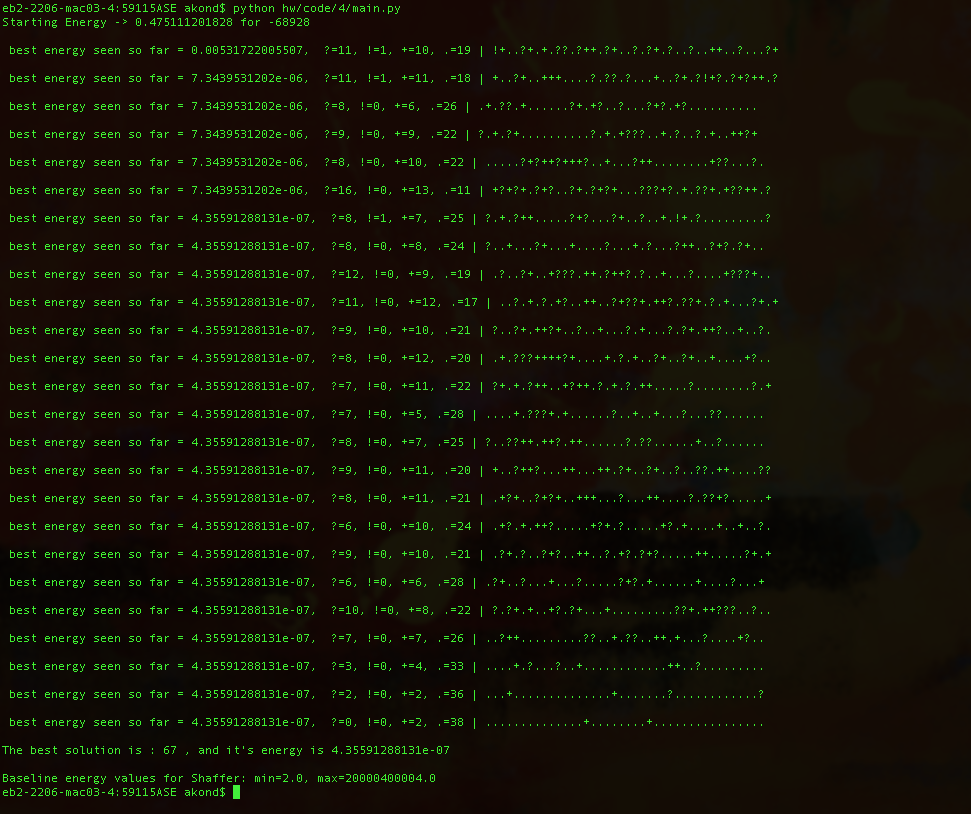 eb2-2206-mac03-4:59115ASE akond$ python hw/code/4/main.py
Starting Energy -> 0.475111201828 for -68928
best energy seen so far = 0.00531722005507,  ?=11, !=1, +=10, .=19 | !+..?+.+.??.?++.?+..?.?+.?..?..++..?...?+
best energy seen so far = 7.3439531202e-06,  ?=11, !=1, +=11, .=18 | +..?+..+++....?.??.?...+..?+.?!+?.?+?++.?
best energy seen so far = 7.3439531202e-06,  ?=8, !=0, +=6, .=26 | .+.??.+......?+.+?..?...?+?.+?..........
best energy seen so far = 7.3439531202e-06,  ?=9, !=0, +=9, .=22 | ?.+.?+..........?.+.+???..+.?..?.+..++?+
best energy seen so far = 7.3439531202e-06,  ?=8, !=0, +=10, .=22 | .....?+?++?+++?..+...?++........+??...?.
best energy seen so far = 7.3439531202e-06,  ?=16, !=0, +=13, .=11 | +?+?+.?+?..?+.?+?+...???+?.+.??+.+??++.?
best energy seen so far = 4.35591288131e-07,  ?=8, !=1, +=7, .=25 | ?.+.?++.....?+?...?+..?..+.!+.?.........?
best energy seen so far = 4.35591288131e-07,  ?=8, !=0, +=8, .=24 | ?..+...?+...+....?...+.?...?++..?+?.?+..
best energy seen so far = 4.35591288131e-07,  ?=12, !=0, +=9, .=19 | .?..?+..+???.++.?++?.?..+...?....+???+..
best energy seen so far = 4.35591288131e-07,  ?=11, !=0, +=12, .=17 | ..?.+.?.+?..++..?+??+.++?.??+.?.+...?+.+
best energy seen so far = 4.35591288131e-07,  ?=9, !=0, +=10, .=21 | ?..?+.++?+..?..+...?.+...?.?+.++?..+..?.
best energy seen so far = 4.35591288131e-07,  ?=8, !=0, +=12, .=20 | .+.???++++?+....+.?.+..?+..?+..+....+?..
best energy seen so far = 4.35591288131e-07,  ?=7, !=0, +=11, .=22 | ?+.+.?++..+?++.?.+.?.++.....?........?.+
best energy seen so far = 4.35591288131e-07,  ?=7, !=0, +=5, .=28 | ....+.???+.+......?..+..+...?...??......
best energy seen so far = 4.35591288131e-07,  ?=8, !=0, +=7, .=25 | ?..??++.++?.++......?.??......+..?......
best energy seen so far = 4.35591288131e-07,  ?=9, !=0, +=11, .=20 | +..?++?...++...++.?+..?+..?..??.++....??
best energy seen so far = 4.35591288131e-07,  ?=8, !=0, +=11, .=21 | .+?+..?+?+..+++...?...++....?.??+?.....+
best energy seen so far = 4.35591288131e-07,  ?=6, !=0, +=10, .=24 | .+?.+.++?.....+?+.?.....+?.+....+..+..?.
best energy seen so far = 4.35591288131e-07,  ?=9, !=0, +=10, .=21 | .?+.?..?+?..++..?.+?.?+?.....++.....?+.+
best energy seen so far = 4.35591288131e-07,  ?=6, !=0, +=6, .=28 | .?+..?...+...?.....?+?.+......+....?...+
best energy seen so far = 4.35591288131e-07,  ?=10, !=0, +=8, .=22 | ?.?+.+..+?.?+...+.........??+.++???..?..
best energy seen so far = 4.35591288131e-07,  ?=7, !=0, +=7, .=26 | ..?++.........??..+.??..++.+...?....+?..
best energy seen so far = 4.35591288131e-07,  ?=3, !=0, +=4, .=33 | ....+.?...?..+............++..?.........
best energy seen so far = 4.35591288131e-07,  ?=2, !=0, +=2, .=36 | ...+..............+.......?............?
best energy seen so far = 4.35591288131e-07,  ?=0, !=0, +=2, .=38 | ..............+........+................
The best solution is : 67 , and it's energy is 4.35591288131e-07
Baseline energy values for Shaffer: min=2.0, max=20000400004.0
eb2-2206-mac03-4:59115ASE akond$